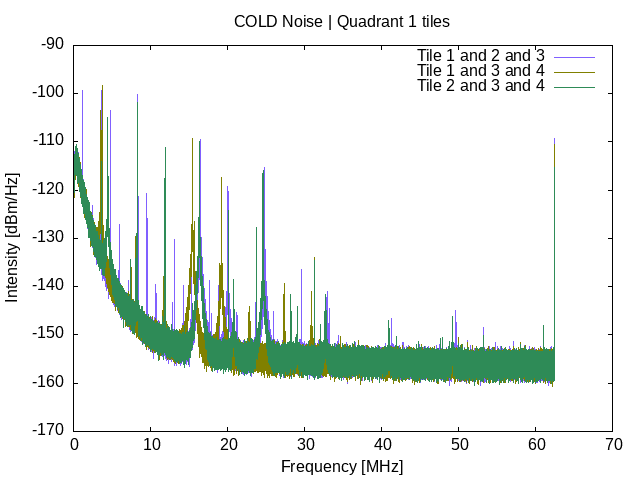 COLD Noise | Quadrant 1 tiles
Tile 1 and 2 and 3
Tile 1 and 3 and 4
Tile 2 and 3 and 4
Intensity [dBm/Hz]
-90
-100
-110
-120
-130
-140
-150
-160
-170
0 10 20 30 40 50 60 70
Frequency [MHz]